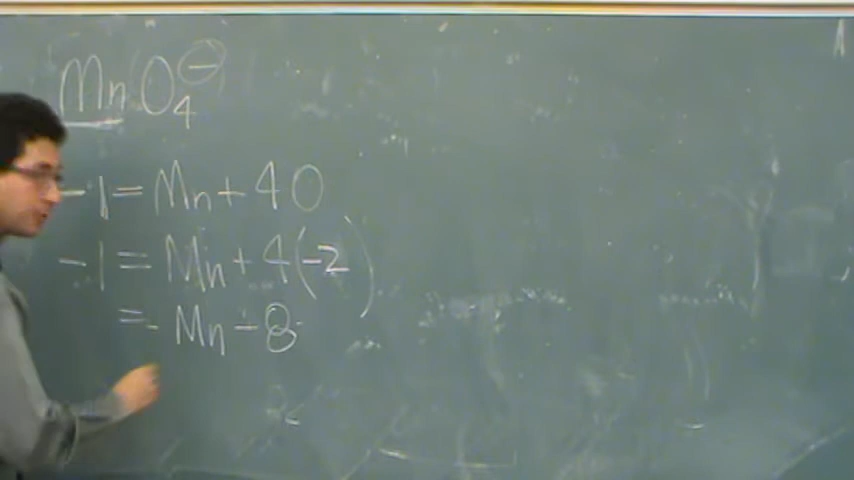 MnO₄⁻
-1 = Mn + 4O
-1 = Mn + 4(-2)
= Mn - 8